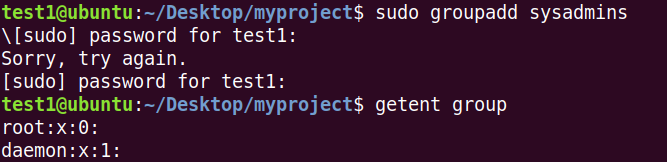 test1@ubuntu:~/Desktop/myproject$ sudo groupadd sysadmins
\[sudo] password for test1:
Sorry, try again.
[sudo] password for test1:
test1@ubuntu:~/Desktop/myproject$ getent group
root:x:0:
daemon:x:1: